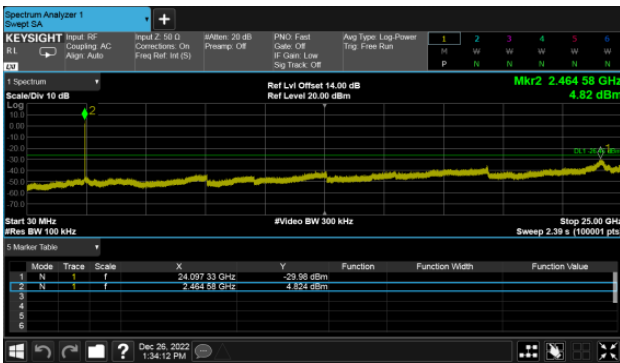 Spectrum Analyzer 1
Swept SA
+
KEYSIGHT Input: RF Input Z: 50 Ω #Atten: 20 dB PNO: Fast Avg Type: Log-Power 1 2 3 4 5 6
RL Coupling: AC Corrections: On Preamp: Off Gate: Off Trig: Free Run M W W W W W
Align: Auto Freq Ref: Int (S) IF Gain: Low P N N N N N
Sig Track: Off
1 Spectrum
Scale/Div 10 dB Ref Lvl Offset 14.00 dB Mkr2 2.464 58 GHz
Ref Level 20.00 dBm 4.82 dBm
Log
10.0
0.00
-10.0
-20.0
-30.0
-40.0
-50.0
-60.0
-70.0
2
1
DL1
Start 30 MHz #Video BW 300 kHz Stop 25.00 GHz
#Res BW 100 kHz Sweep 2.39 s (100001 pts)
5 Marker Table
Mode Trace Scale X Y Function Function Width Function Value
1 N 1 f 24.097 33 GHz -29.98 dBm
2 N 1 f 2.464 58 GHz 4.824 dBm
3
4
5
6
? Dec 26, 2022
1:34:12 PM